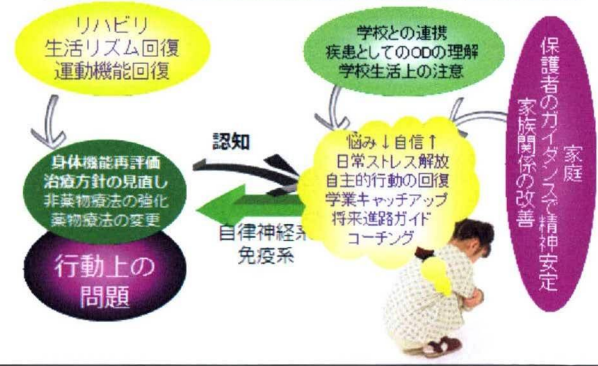 リハビリ
生活リズム回復
運動機能回復
学校との連携
疾患としてのODの理解
学校生活上の注意
家庭
保護者のガイダンスで精神安定
家族関係の改善
身体機能再評価
治療方針の見直し
非薬物療法の強化
薬物療法の変更
認知
悩み↓自信↑
日常ストレス解放
自主的行動の回復
学業キャッチアップ
将来進路ガイド
コーチング
自律神経系
免疫系
行動上の
問題